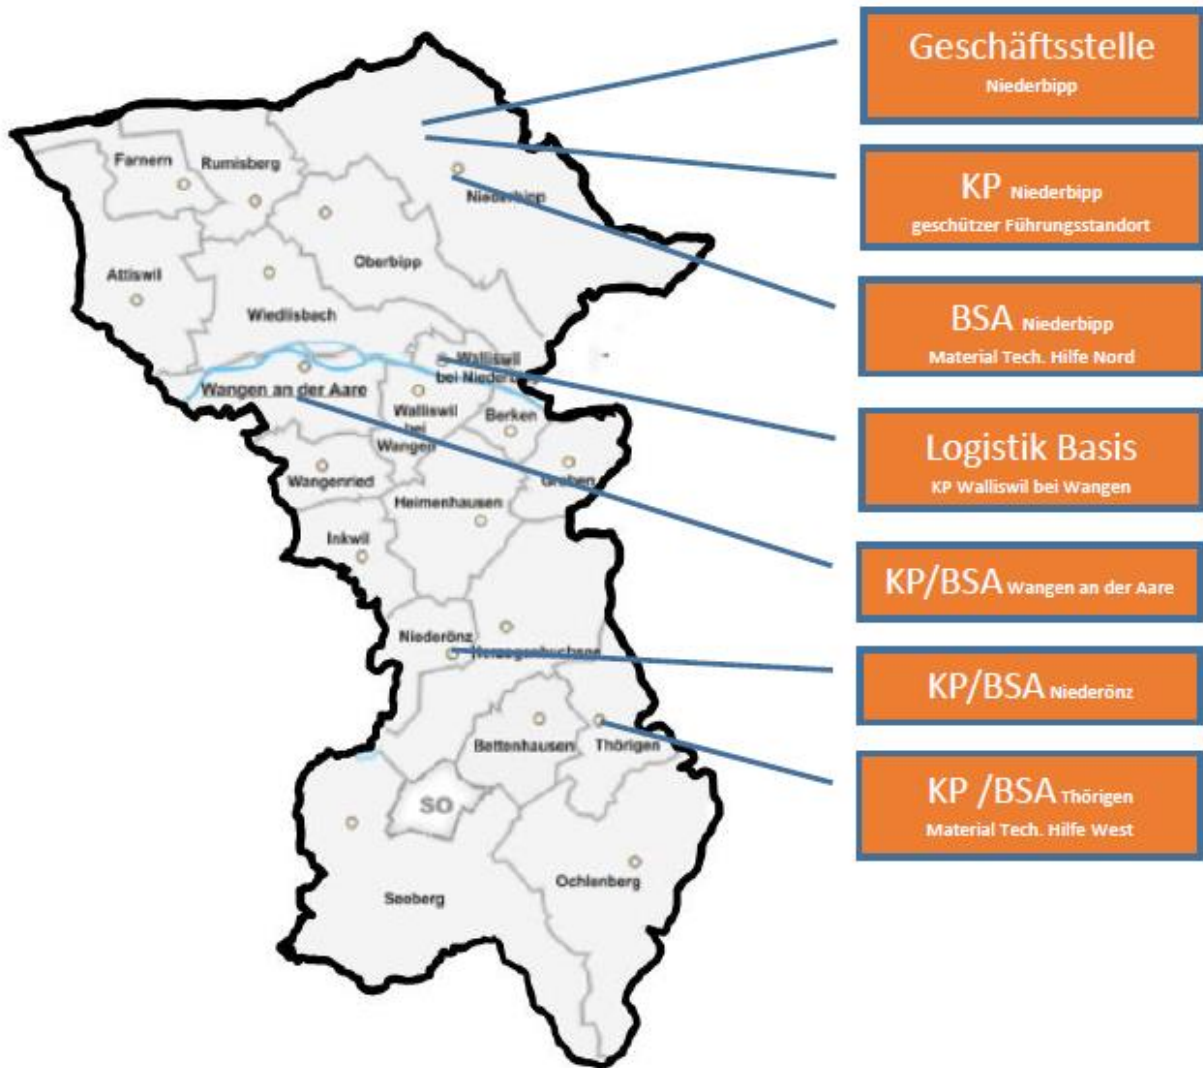 Geschäftsstelle
Niederbipp
KP Niederbipp
geschützer Führungsstandort
BSA Niederbipp
Material Tech. Hilfe Nord
Logistik Basis
KP Walliswil bei Wangen
KP/BSA Wangen an der Aare
KP/BSA Niederönz
KP /BSA Thörigen
Material Tech. Hilfe West
Farnern
Rumisberg
Niederbipp
Oberbipp
Attiswil
Wiedlisbach
Walliswil
bei Niederbipp
Wangen an der Aare
Walliswil
bei
Wangen
Berken
Wangenried
Graben
Heimenhausen
Inkwil
Niederönz
Herzogenbuchsee
Bettenhausen
Thörigen
SO
Ochlenberg
Seeberg